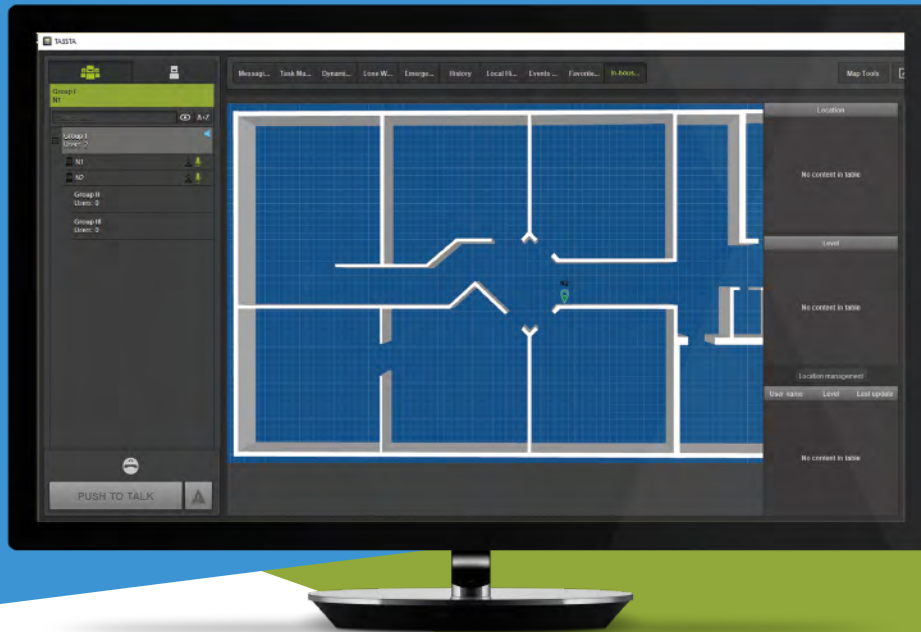 TASSTA
Group I
N1
A+Z
Group I
Users: 2
N1
N2
Group II
Users: 0
Group III
Users: 0
PUSH TO TALK
Messagi... Task Ma... Dynami... Lone W... Emerge... History Local Hi... Events ... Favorite... In-hous...
Map Tools
N2
Location
No content in table
Level
No content in table
Location management
User name Level Last update
No content in table